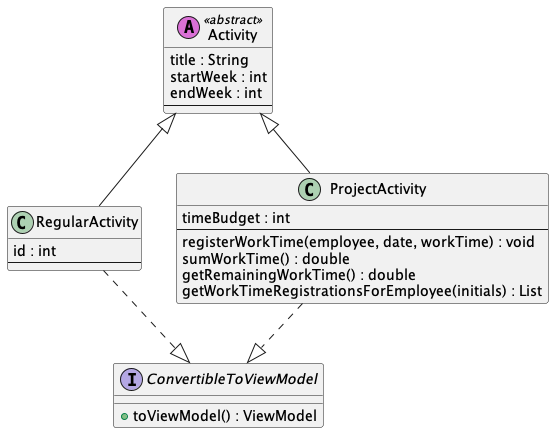 «abstract»
A Activity
title : String
startWeek : int
endWeek : int
C RegularActivity
id : int
C ProjectActivity
timeBudget : int
registerWorkTime(employee, date, workTime) : void
sumWorkTime() : double
getRemainingWorkTime() : double
getWorkTimeRegistrationsForEmployee(initials) : List
I ConvertibleToViewModel
toViewModel() : ViewModel